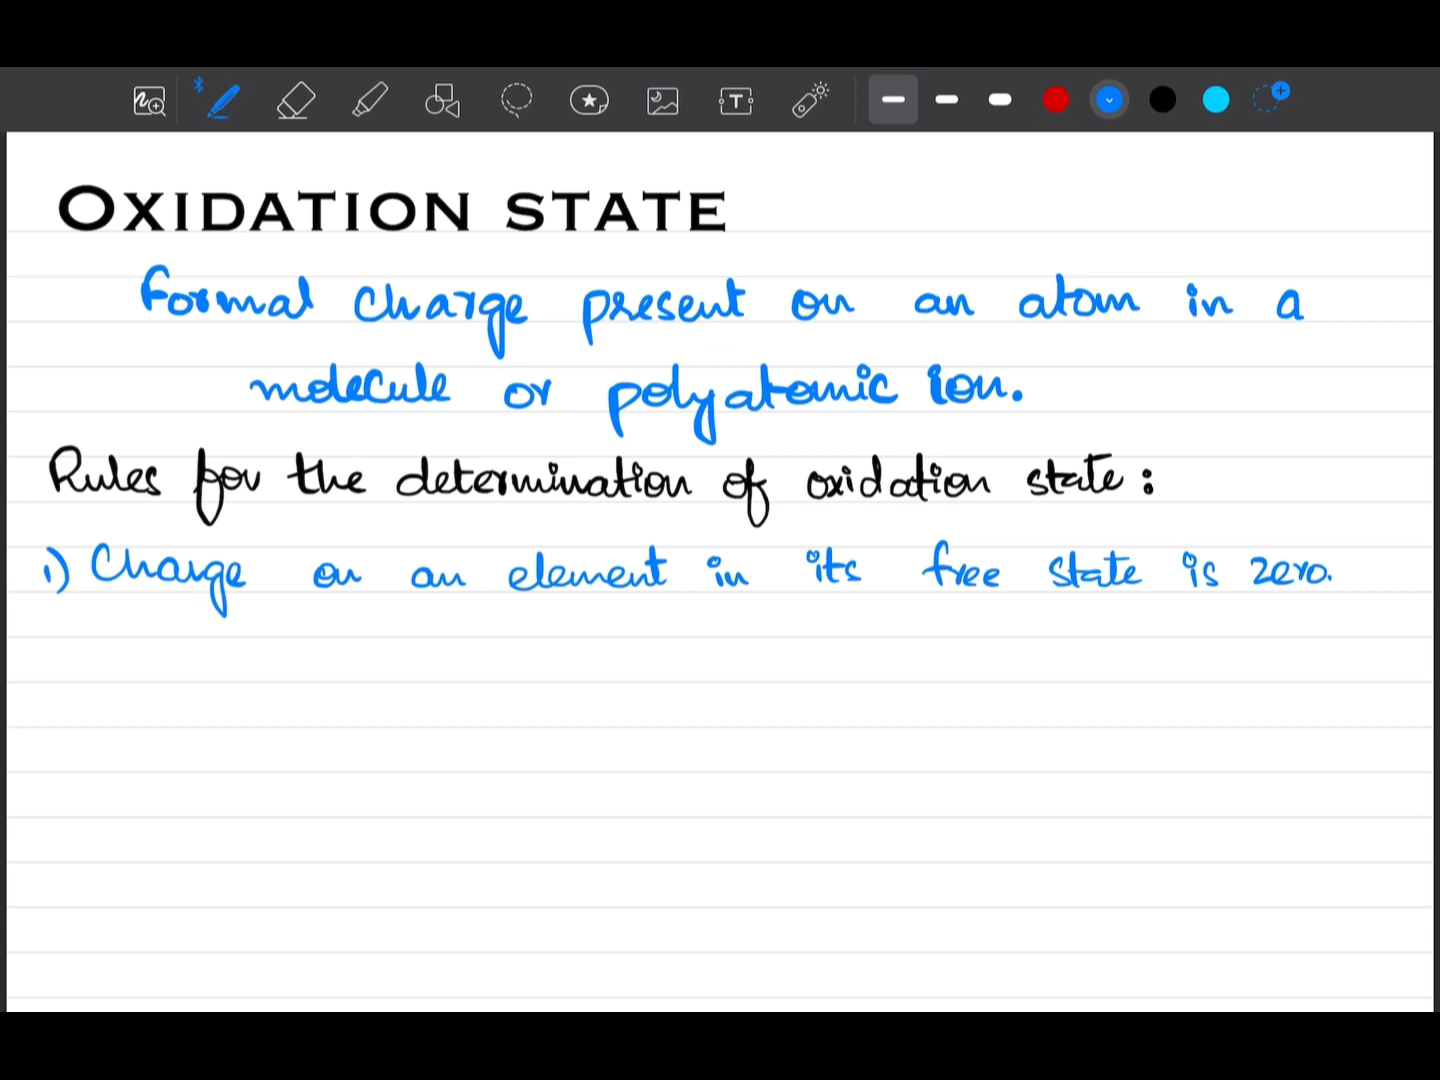 OXIDATION STATE
Formal charge present on an atom in a
molecule or polyatomic ion.
Rules for the determination of oxidation state:
1) Charge on an element in its free state is zero.